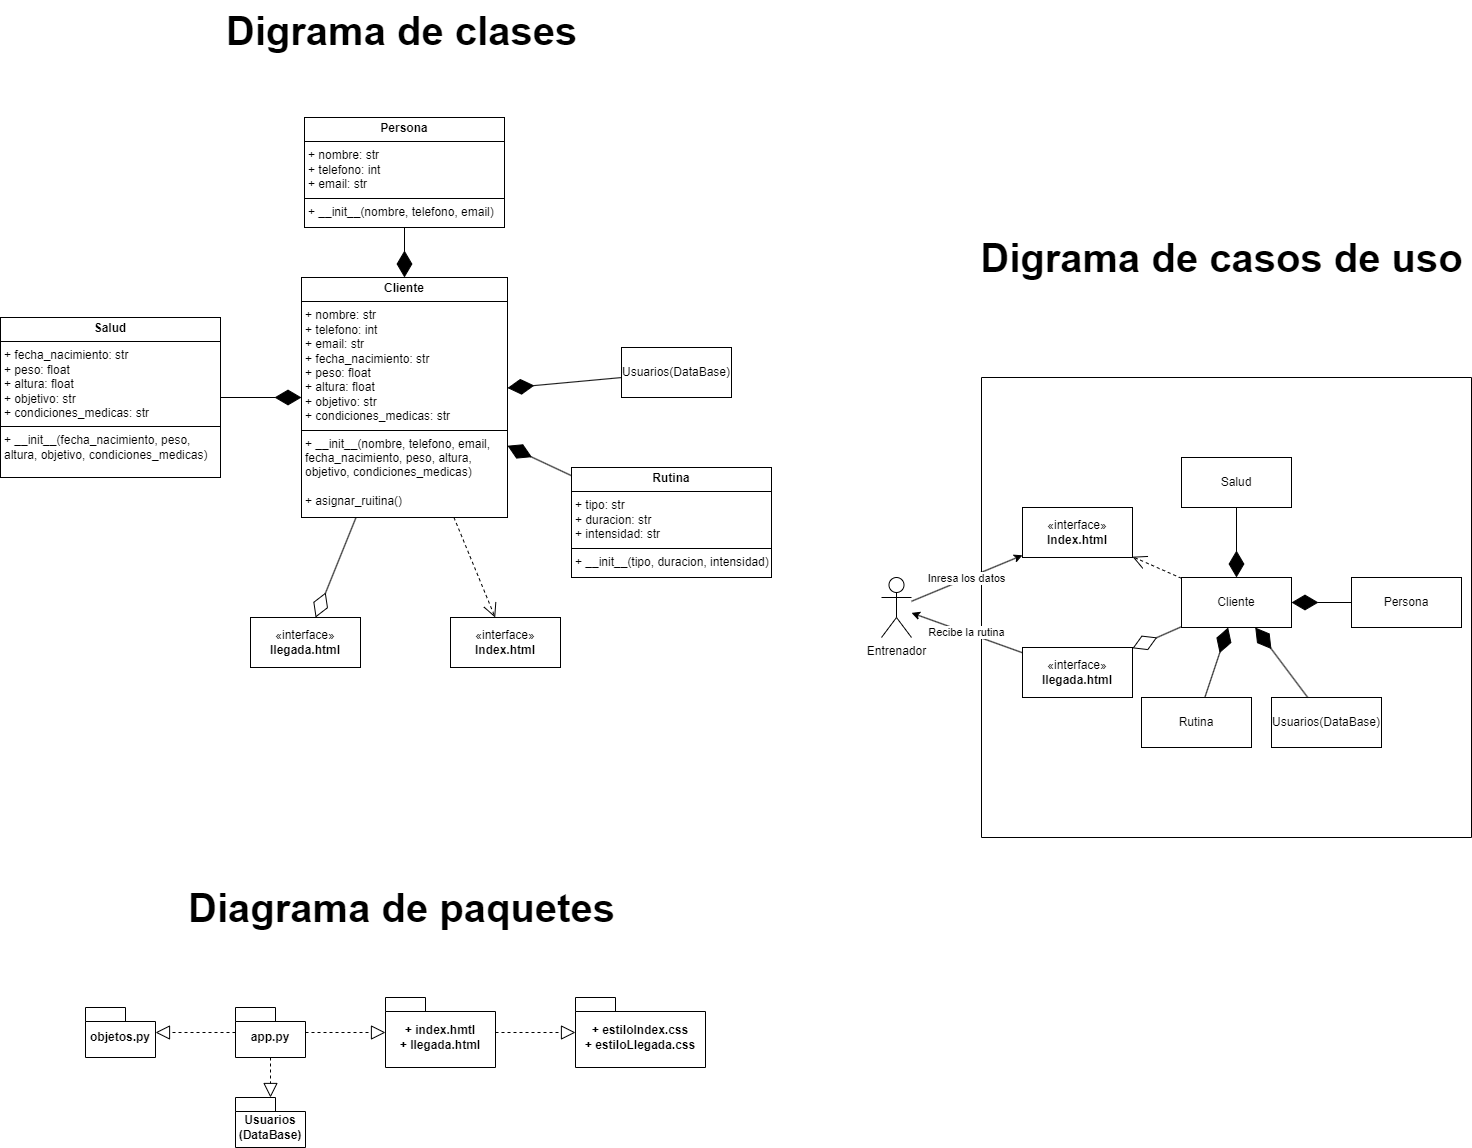 Digrama de clases
Persona
+ nombre: str
+ telefono: int
+ email: str
+ __init__(nombre, telefono, email)
Cliente
+ nombre: str
+ telefono: int
+ email: str
+ fecha_nacimiento: str
+ peso: float
+ altura: float
+ objetivo: str
+ condiciones_medicas: str
+ __init__(nombre, telefono, email,
fecha_nacimiento, peso, altura,
objetivo, condiciones_medicas)
+ asignar_ruitina()
Salud
+ fecha_nacimiento: str
+ peso: float
+ altura: float
+ objetivo: str
+ condiciones_medicas: str
+ __init__(fecha_nacimiento, peso,
altura, objetivo, condiciones_medicas)
Usuarios(DataBase)
Rutina
+ tipo: str
+ duracion: str
+ intensidad: str
+ __init__(tipo, duracion, intensidad)
«interface»
llegada.html
«interface»
Index.html
Digrama de casos de uso
Salud
«interface»
Index.html
Inresa los datos
Cliente
Persona
Recibe la rutina
Entrenador
«interface»
llegada.html
Rutina
Usuarios(DataBase)
Diagrama de paquetes
objetos.py
app.py
+ index.hmtl
+ llegada.html
+ estiloIndex.css
+ estiloLlegada.css
Usuarios
(DataBase)